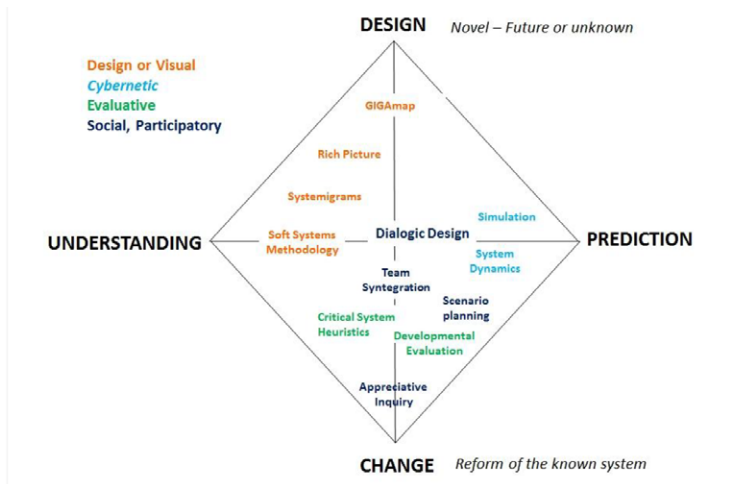 DESIGN
Novel – Future or unknown
Design or Visual
Cybernetic
Evaluative
Social, Participatory
GIGAmap
Rich Picture
Systemigrams
Simulation
UNDERSTANDING
Soft Systems
Methodology
Dialogic Design
PREDICTION
System
Dynamics
Team
Syntegration
Scenario
planning
Critical System
Heuristics
Developmental
Evaluation
Appreciative
Inquiry
CHANGE
Reform of the known system